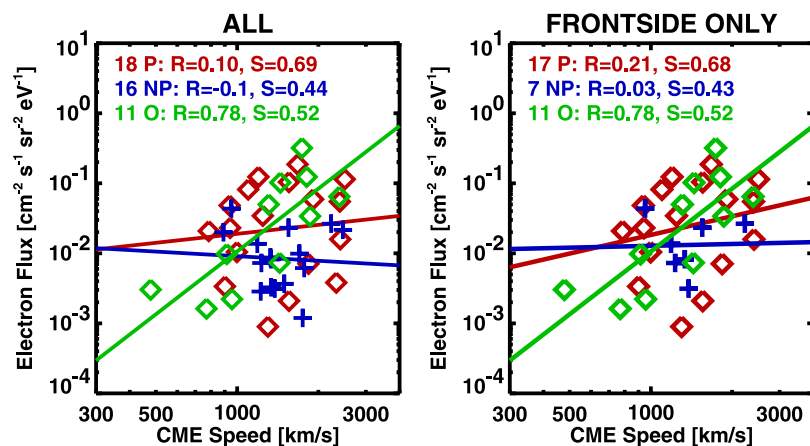 ALL
FRONTSIDE ONLY
Electron Flux [cm⁻² s⁻¹ sr⁻² eV⁻¹]
10¹
10⁰
10⁻¹
10⁻²
10⁻³
10⁻⁴
18 P: R=0.10, S=0.69
16 NP: R=-0.1, S=0.44
11 O: R=0.78, S=0.52
300 500 1000 3000
CME Speed [km/s]
Electron Flux [cm⁻² s⁻¹ sr⁻² eV⁻¹]
10¹
10⁰
10⁻¹
10⁻²
10⁻³
10⁻⁴
17 P: R=0.21, S=0.68
7 NP: R=0.03, S=0.43
11 O: R=0.78, S=0.52
300 500 1000 3000
CME Speed [km/s]